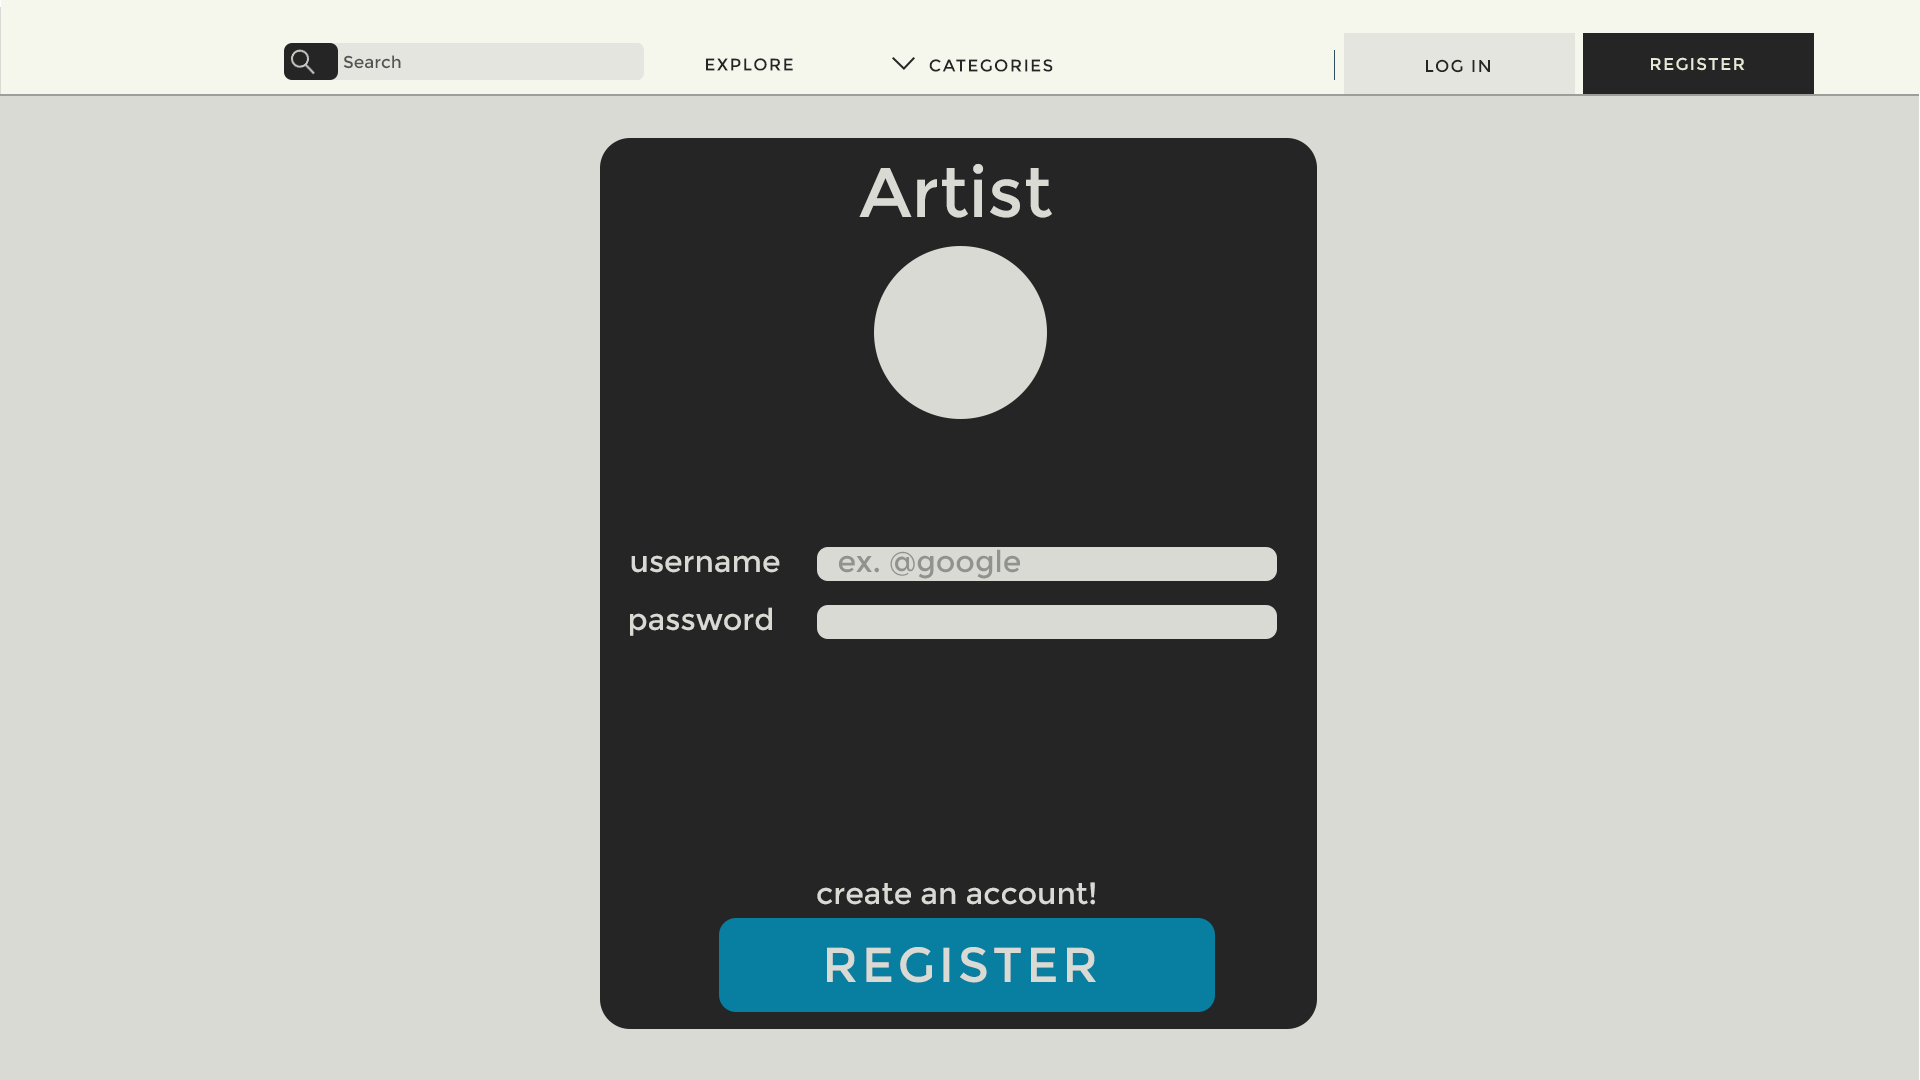 Search
EXPLORE
CATEGORIES
LOG IN
REGISTER
Artist
username
ex. @google
password
create an account!
REGISTER